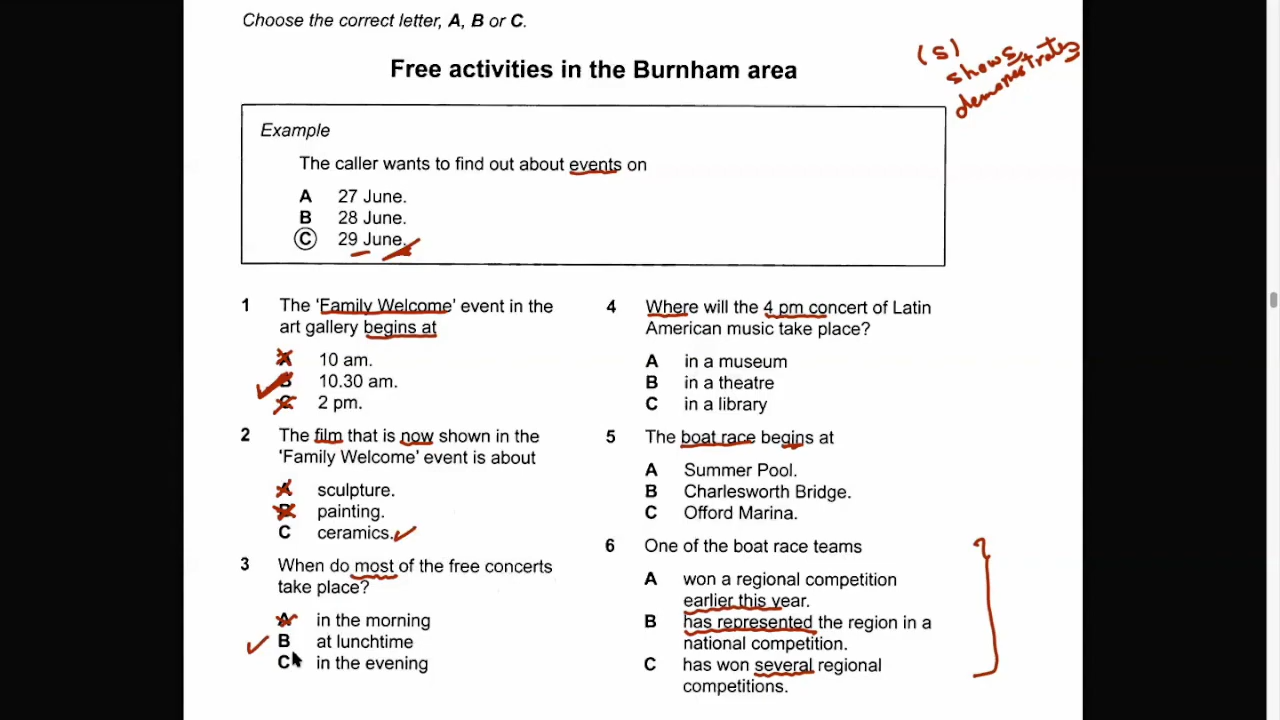 Choose the correct letter, A, B or C.
Free activities in the Burnham area
(s)
shows
demonstrates
Example
The caller wants to find out about events on
A 27 June.
B 28 June.
C 29 June.
1 The 'Family Welcome' event in the
art gallery begins at
A 10 am.
B 10.30 am.
C 2 pm.
2 The film that is now shown in the
'Family Welcome' event is about
A sculpture.
B painting.
C ceramics.
3 When do most of the free concerts
take place?
A in the morning
B at lunchtime
C in the evening
4 Where will the 4 pm concert of Latin
American music take place?
A in a museum
B in a theatre
C in a library
5 The boat race begins at
A Summer Pool.
B Charlesworth Bridge.
C Offord Marina.
6 One of the boat race teams
A won a regional competition
earlier this year.
B has represented the region in a
national competition.
C has won several regional
competitions.